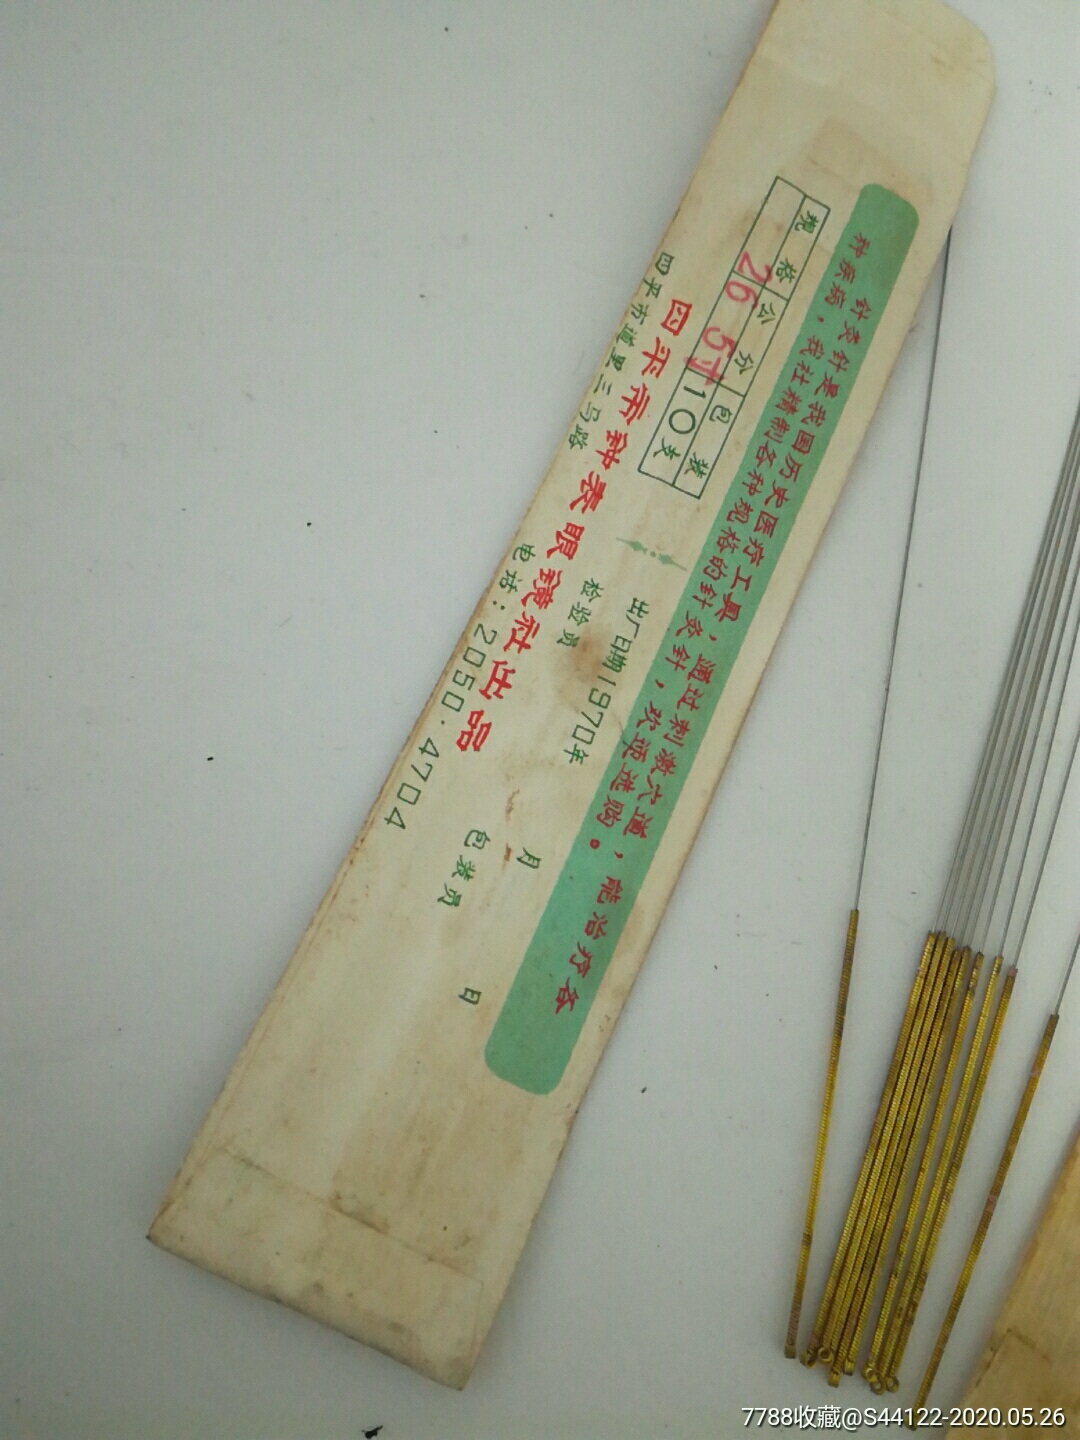 针灸针是我国历史医疗工具，通过刺激穴道，能治疗各
种疾病，我社精制各种规格的针灸针，欢迎选购。
规格 公分 包装
26 5寸 10支
出厂日期1970年 月 日
检验员 包装员
四平市钟表眼镜社出品
四平市道里三马路 电话：2050·4704
7788收藏@S44122-2020.05.26